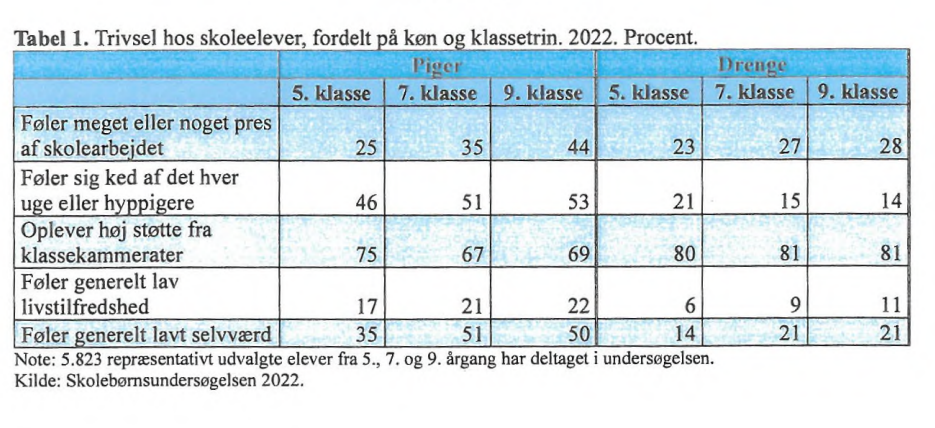 Tabel 1. Trivsel hos skoleelever, fordelt på køn og klassetrin. 2022. Procent.
Piger Drenge
5. klasse 7. klasse 9. klasse 5. klasse 7. klasse 9. klasse
Føler meget eller noget pres
af skolearbejdet 25 35 44 23 27 28
Føler sig ked af det hver
uge eller hyppigere 46 51 53 21 15 14
Oplever høj støtte fra
klassekammerater 75 67 69 80 81 81
Føler generelt lav
livstilfredshed 17 21 22 6 9 11
Føler generelt lavt selvværd 35 51 50 14 21 21
Note: 5.823 repræsentativt udvalgte elever fra 5., 7. og 9. årgang har deltaget i undersøgelsen.
Kilde: Skolebørnsundersøgelsen 2022.